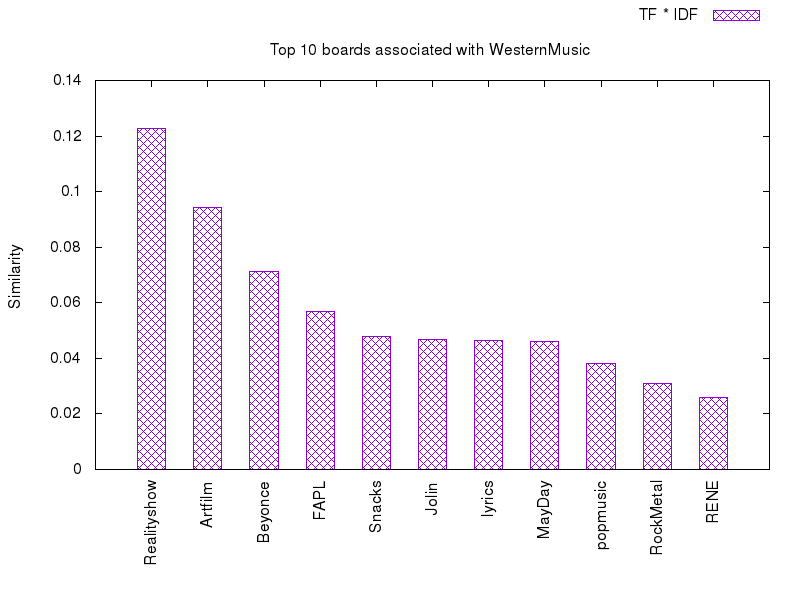 TF * IDF
Top 10 boards associated with WesternMusic
0.14
0.12
0.1
0.08
0.06
0.04
0.02
0
Similarity
Realityshow
Artfilm
Beyonce
FAPL
Snacks
Jolin
lyrics
MayDay
popmusic
RockMetal
RENE